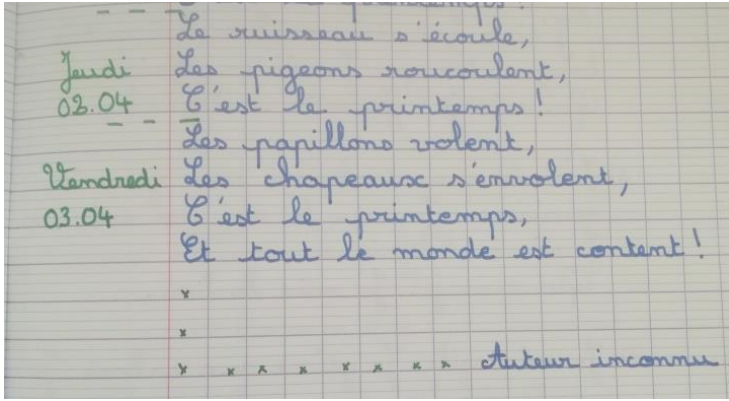 Le ruisseau s'écoule,
Jeudi Les pigeons roucoulent,
02.04 C'est le printemps !
Les papillons volent,
Vendredi Les chapeaux s'envolent,
03.04 C'est le printemps,
Et tout le monde est content !
x
x
x x x x x x x x Auteur inconnu